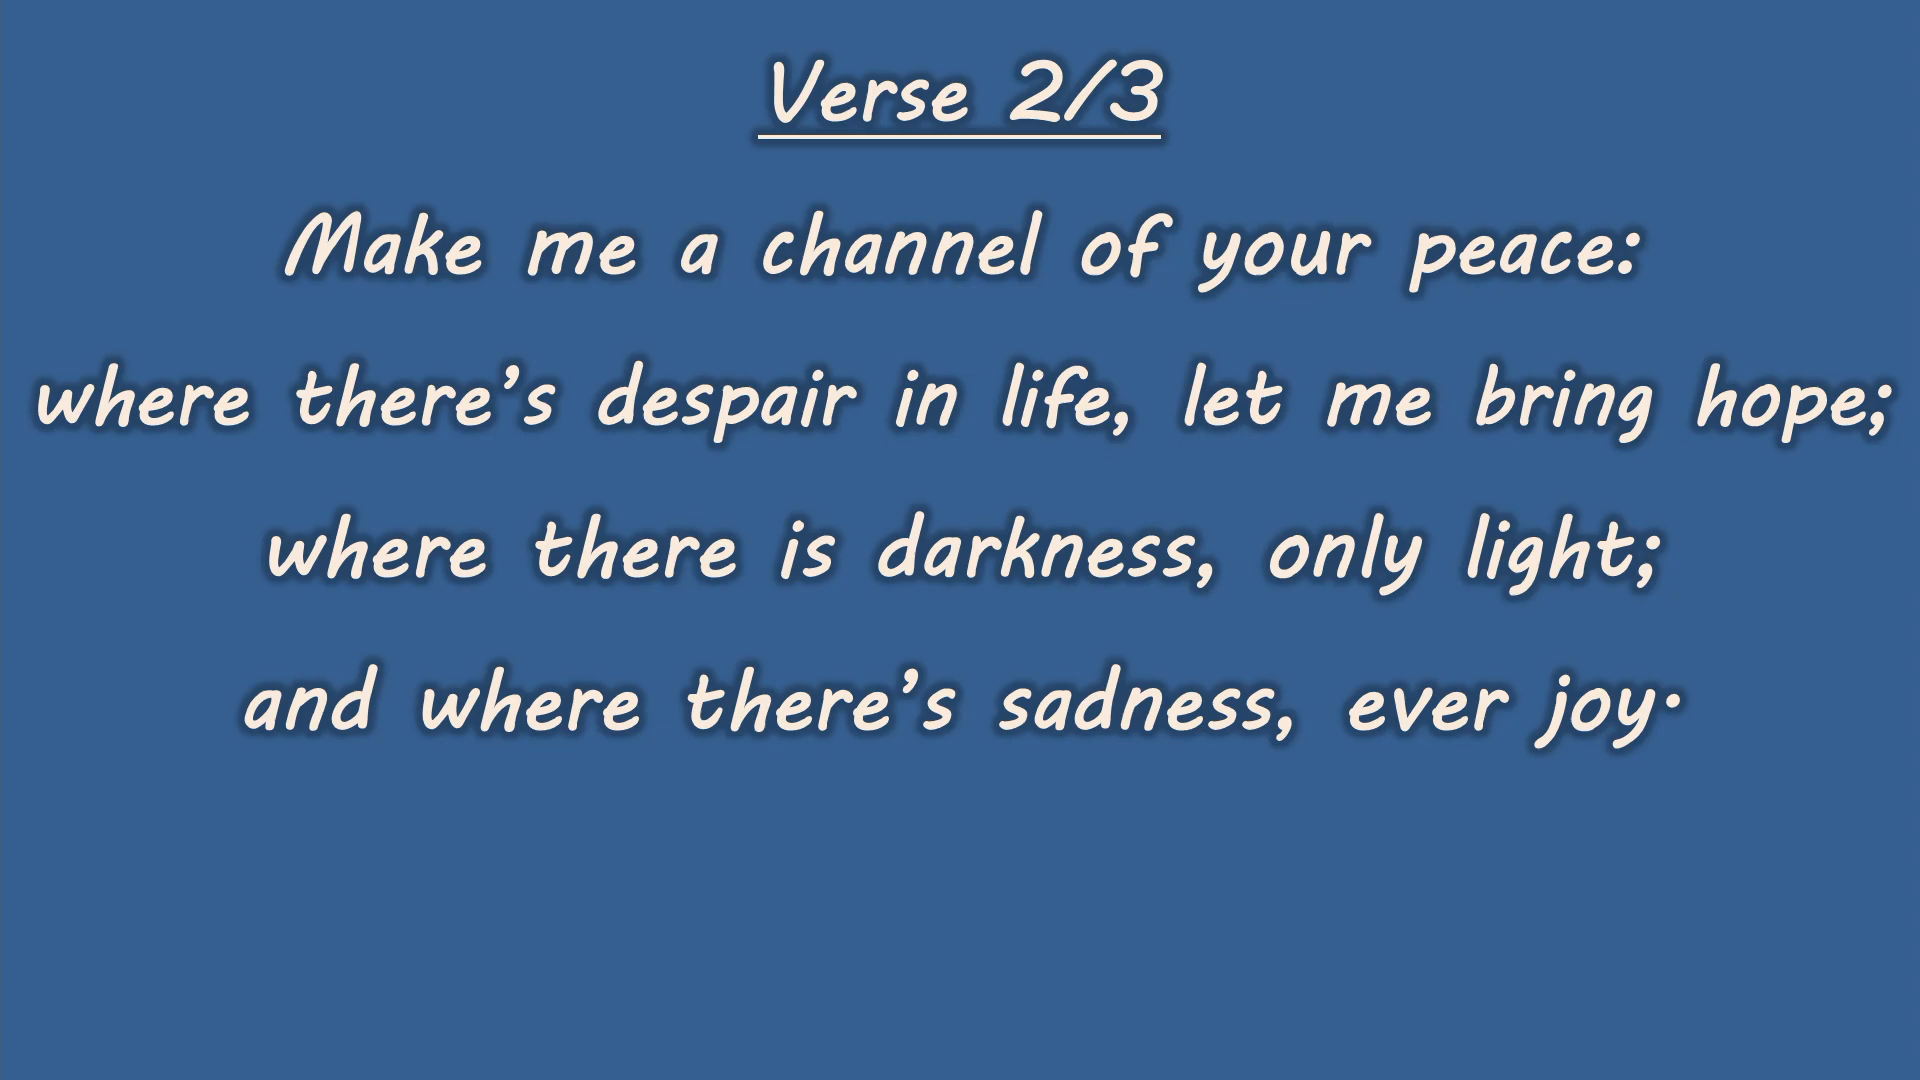 Verse 2/3
Make me a channel of your peace:
where there’s despair in life, let me bring hope;
where there is darkness, only light;
and where there’s sadness, ever joy·